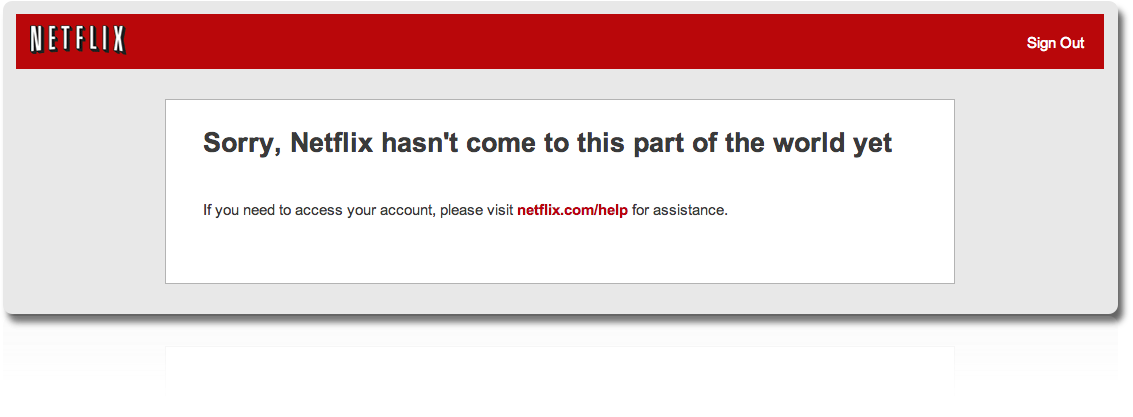 NETFLIX
Sign Out
Sorry, Netflix hasn't come to this part of the world yet
If you need to access your account, please visit netflix.com/help for assistance.